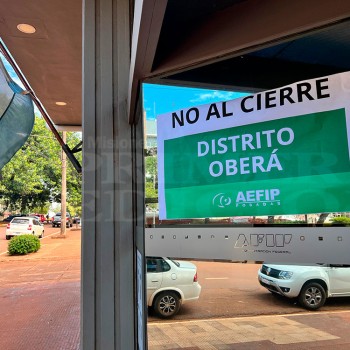 NO AL CIERRE
DISTRITO
OBERÁ
AEFIP
AFIP